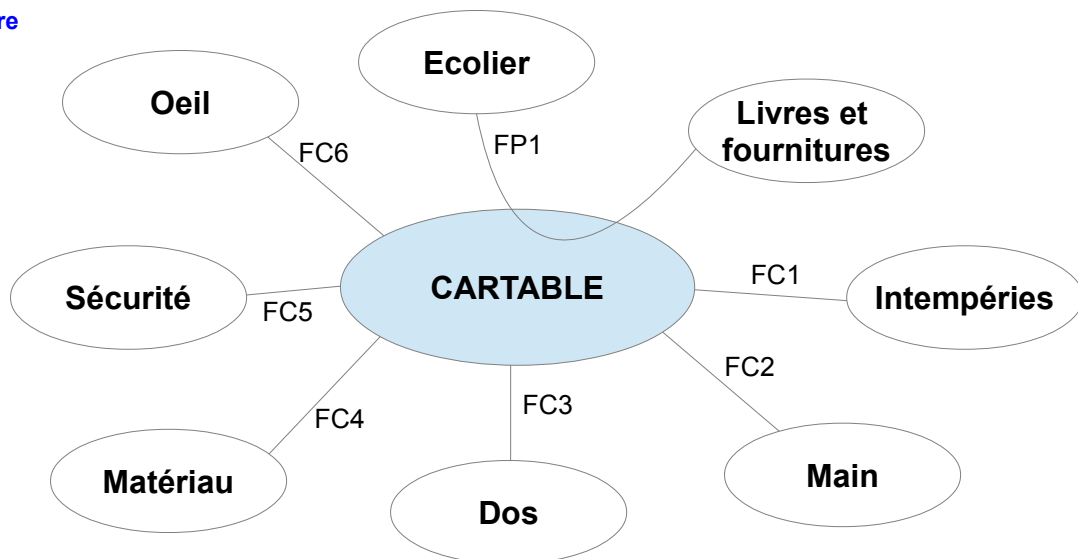 re
Ecolier
Oeil
Livres et
fournitures
FP1
FC6
CARTABLE
FC1
Sécurité
FC5
Intempéries
FC2
FC3
FC4
Matériau
Main
Dos